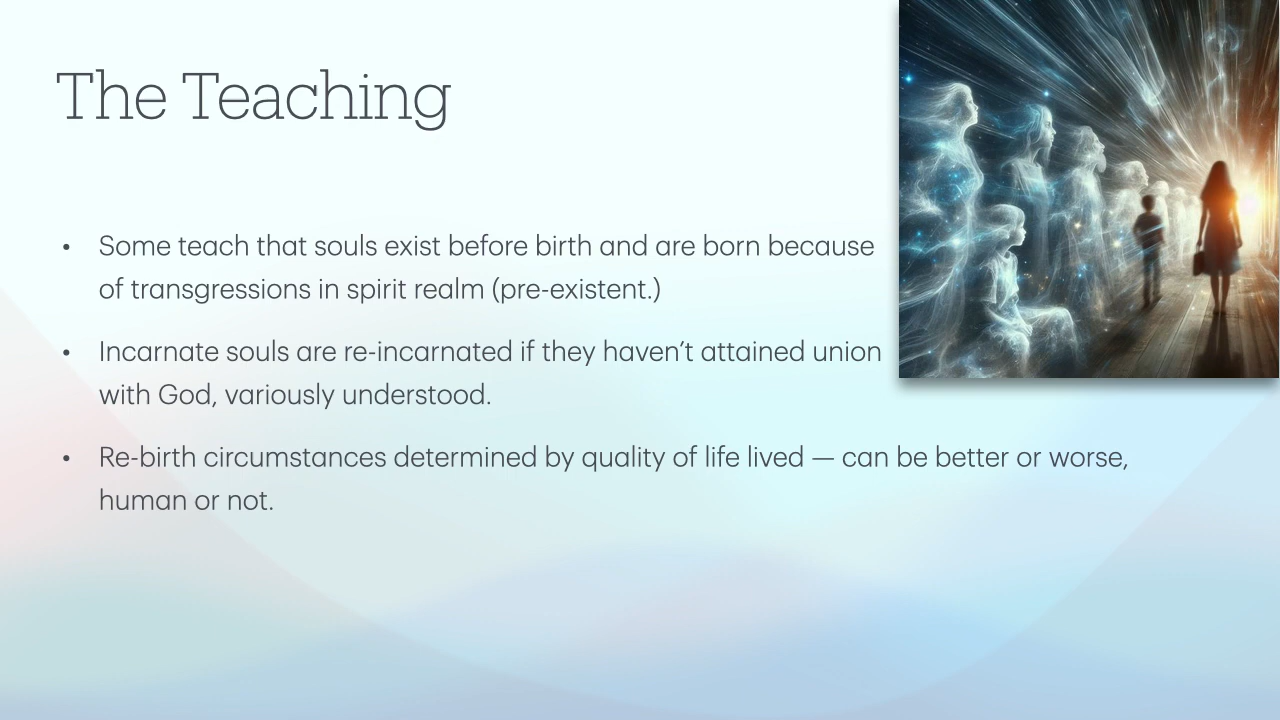 The Teaching
• Some teach that souls exist before birth and are born because
of transgressions in spirit realm (pre-existent.)
• Incarnate souls are re-incarnated if they haven’t attained union
with God, variously understood.
• Re-birth circumstances determined by quality of life lived — can be better or worse,
human or not.